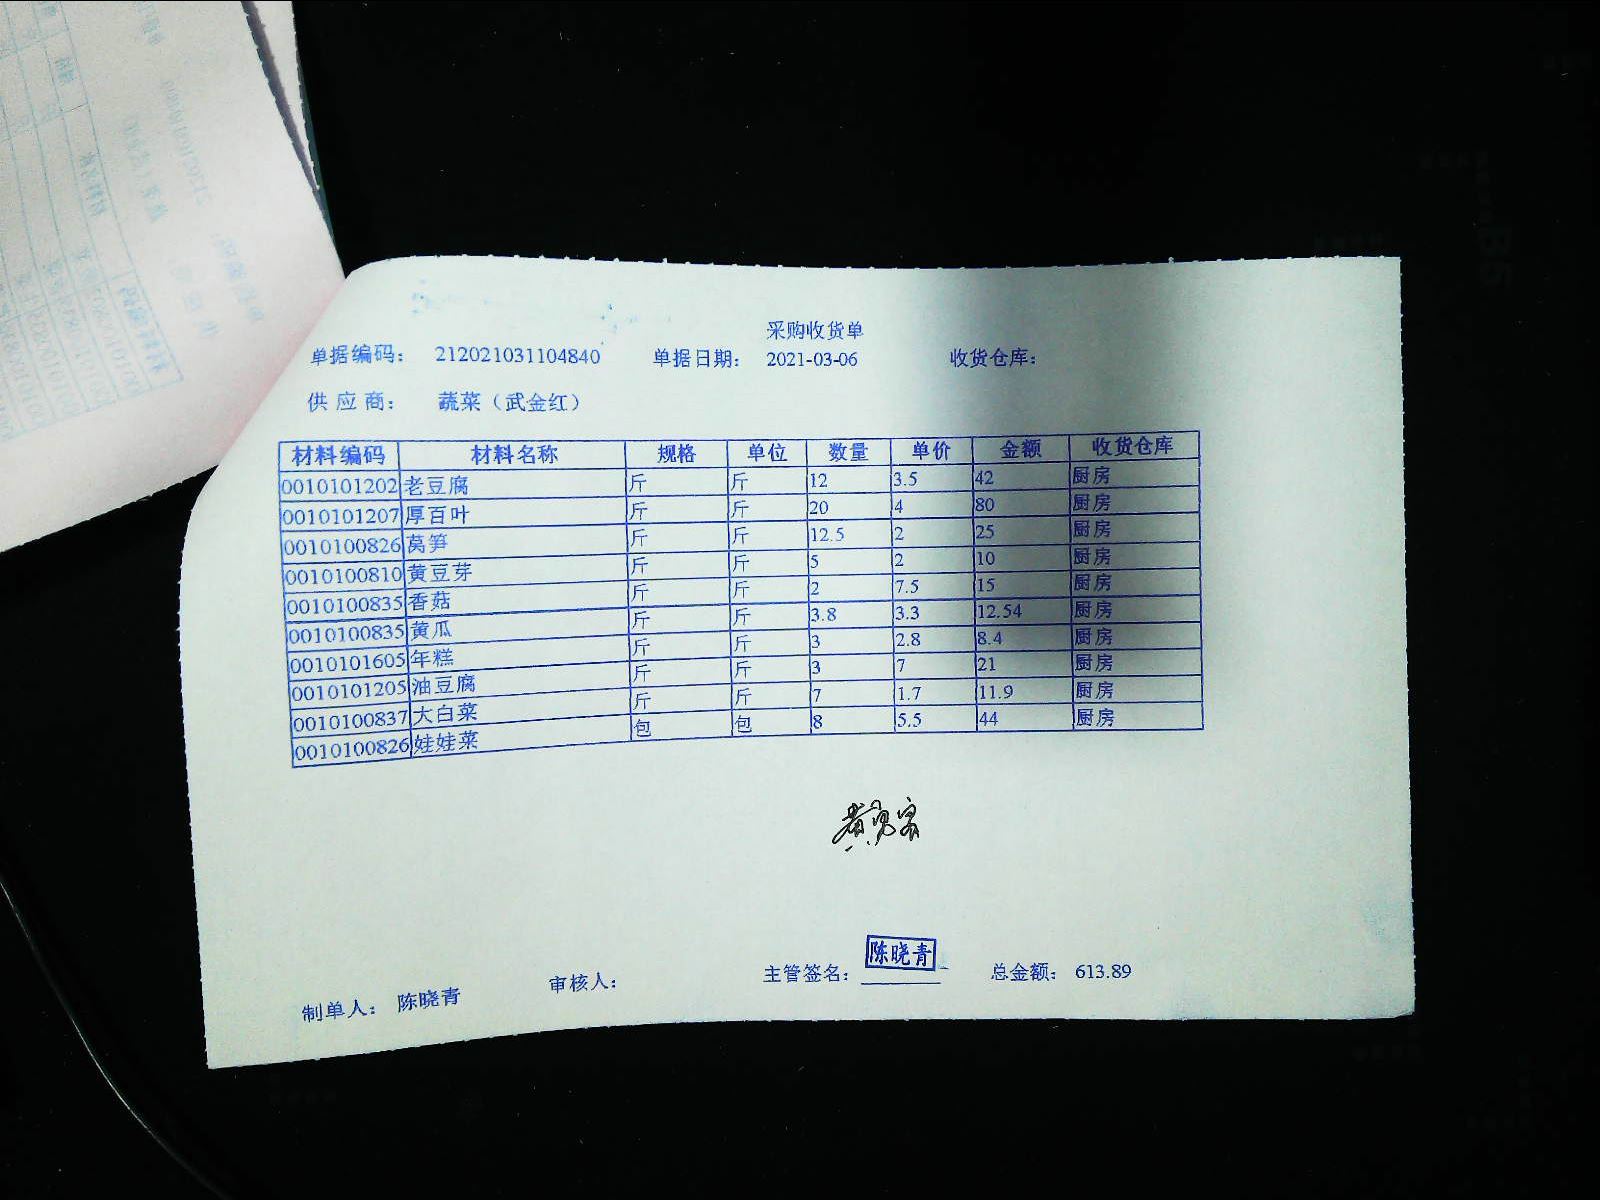 采购收货单
单据编码： 212021031104840 单据日期： 2021-03-06 收货仓库：
供 应 商： 蔬菜（武金红）
材料编码 材料名称 规格 单位 数量 单价 金额 收货仓库
0010101202 老豆腐 斤 斤 12 3.5 42 厨房
0010101207 厚百叶 斤 斤 20 4 80 厨房
0010100826 莴笋 斤 斤 12.5 2 25 厨房
0010100810 黄豆芽 斤 斤 5 2 10 厨房
0010100835 香菇 斤 斤 2 7.5 15 厨房
0010100835 黄瓜 斤 斤 3.8 3.3 12.54 厨房
0010101605 年糕 斤 斤 3 2.8 8.4 厨房
0010101205 油豆腐 斤 斤 3 7 21 厨房
0010100837 大白菜 斤 斤 7 1.7 11.9 厨房
0010100826 娃娃菜 包 包 8 5.5 44 厨房
陈晓青
制单人： 陈晓青 审核人： 主管签名： 总金额： 613.89